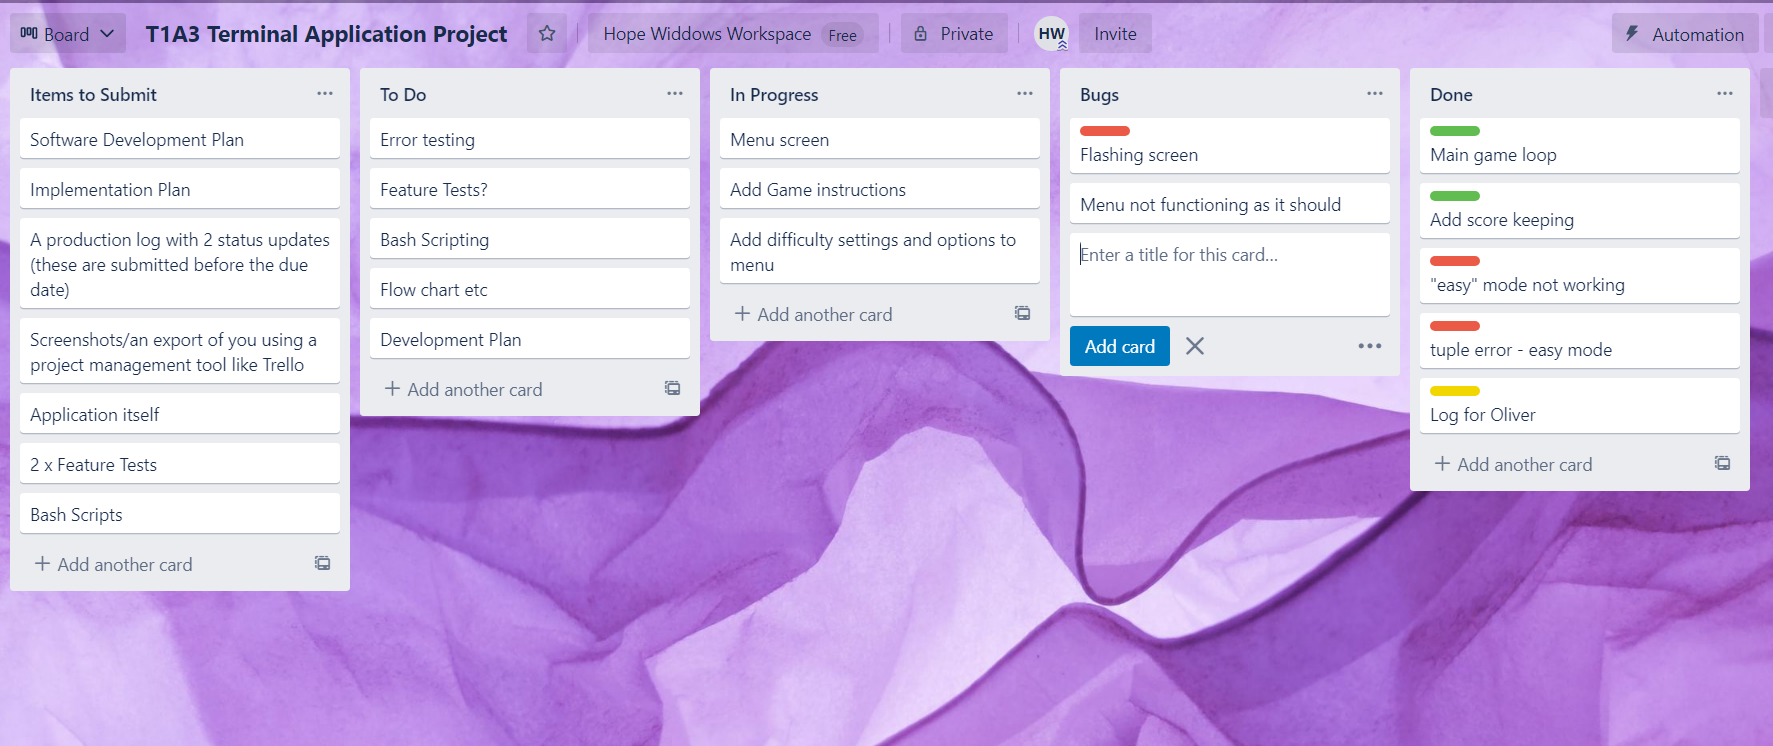 Board
T1A3 Terminal Application Project
Hope Widdows Workspace Free
Private
HW
Invite
Automation
Items to Submit
Software Development Plan
Implementation Plan
A production log with 2 status updates
(these are submitted before the due
date)
Screenshots/an export of you using a
project management tool like Trello
Application itself
2 x Feature Tests
Bash Scripts
+ Add another card
To Do
Error testing
Feature Tests?
Bash Scripting
Flow chart etc
Development Plan
+ Add another card
In Progress
Menu screen
Add Game instructions
Add difficulty settings and options to
menu
+ Add another card
Bugs
Flashing screen
Menu not functioning as it should
Enter a title for this card...
Add card
Done
Main game loop
Add score keeping
"easy" mode not working
tuple error - easy mode
Log for Oliver
+ Add another card